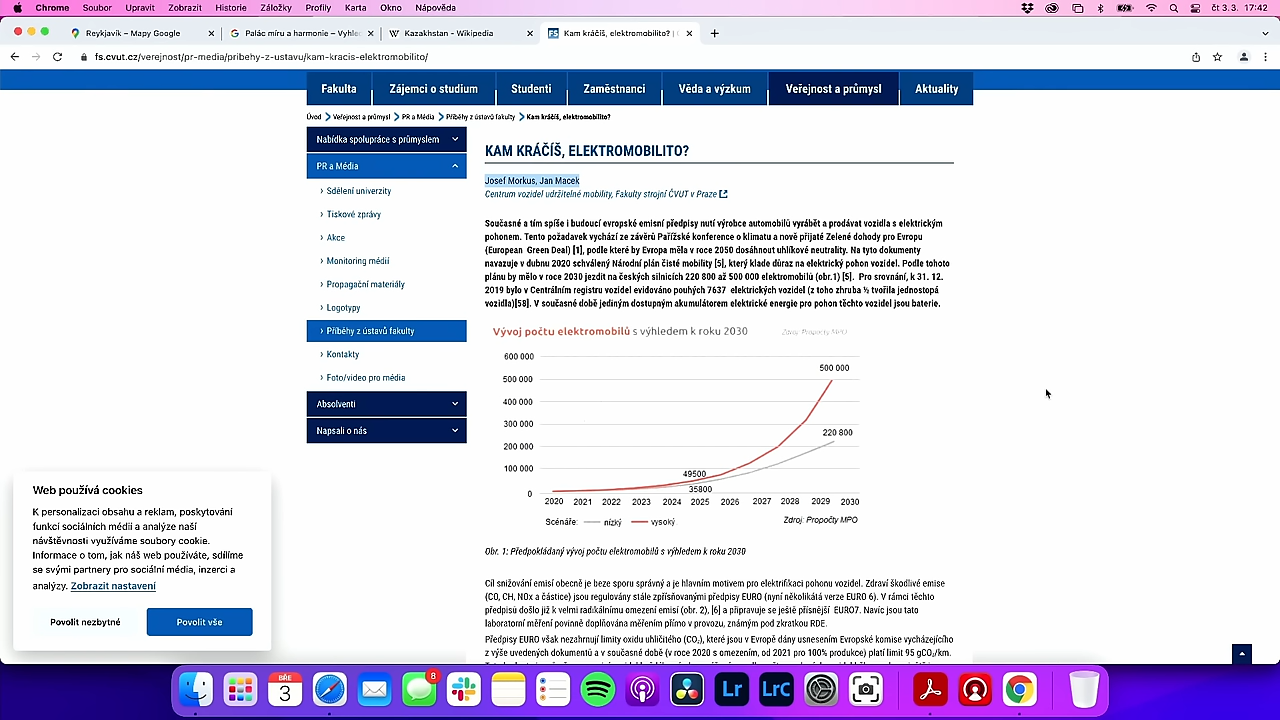 Chrome Soubor Upravit Zobrazit Historie Záložky Profily Karta Okno Nápověda čt 3. 3. 17:42
Reykjavík – Mapy Google
Palác míru a harmonie – Vyhle
Kazakhstan - Wikipedia
Kam kráčíš, elektromobilito? |
fs.cvut.cz/verejnost/pr-media/pribehy-z-ustavu/kam-kracis-elektromobilito/
Fakulta Zájemci o studium Studenti Zaměstnanci Věda a výzkum Veřejnost a průmysl Aktuality
Úvod Veřejnost a průmysl PR a Média Příběhy z ústavů fakulty Kam kráčíš, elektromobilito?
Nabídka spolupráce s průmyslem
PR a Média
Sdělení univerzity
Tiskové zprávy
Akce
Monitoring médií
Propagační materiály
Logotypy
Příběhy z ústavů fakulty
Kontakty
Foto/video pro média
Absolventi
Napsali o nás
KAM KRÁČÍŠ, ELEKTROMOBILITO?
Josef Morkus, Jan Macek
Centrum vozidel udržitelné mobility, Fakulty strojní ČVUT v Praze
Současné a tím spíše i budoucí evropské emisní předpisy nutí výrobce automobilů vyrábět a prodávat vozidla s elektrickým
pohonem. Tento požadavek vychází ze závěrů Pařížské konference o klimatu a nově přijaté Zelené dohody pro Evropu
(European Green Deal) [1], podle které by Evropa měla v roce 2050 dosáhnout uhlíkové neutrality. Na tyto dokumenty
navazuje v dubnu 2020 schválený Národní plán čisté mobility [5], který klade důraz na elektrický pohon vozidel. Podle tohoto
plánu by mělo v roce 2030 jezdit na českých silnicích 220 800 až 500 000 elektromobilů (obr.1) [5]. Pro srovnání, k 31. 12.
2019 bylo v Centrálním registru vozidel evidováno pouhých 7637 elektrických vozidel (z toho zhruba ½ tvořila jednostopá
vozidla)[58]. V současné době jediným dostupným akumulátorem elektrické energie pro pohon těchto vozidel jsou baterie.
Vývoj počtu elektromobilů s výhledem k roku 2030
Zdroj: Propočty MPO
600 000
500 000
400 000
300 000
200 000
100 000
0
500 000
220 800
49500
35800
2020 2021 2022 2023 2024 2025 2026 2027 2028 2029 2030
Scénáře: nízký vysoký
Zdroj: Propočty MPO
Obr. 1: Předpokládaný vývoj počtu elektromobilů s výhledem k roku 2030
Cíl snižování emisí obecně je beze sporu správný a je hlavním motivem pro elektrifikaci pohonu vozidel. Zdraví škodlivé emise
(CO, CH, NOx a částice) jsou regulovány stále zpřísňovanými předpisy EURO (nyní několikátá verze EURO 6). V rámci těchto
předpisů došlo již k velmi radikálnímu omezení emisí (obr. 2), [6] a připravuje se ještě přísnější EURO7. Navíc jsou tato
laboratorní měření povinně doplňována měřením přímo v provozu, známým pod zkratkou RDE.
Předpisy EURO však nezahrnují limity oxidu uhličitého (CO₂), které jsou v Evropě dány usnesením Evropské komise vycházejícího
z výše uvedených dokumentů a v současné době (v roce 2020 s omezením, od 2021 pro 100% produkce) platí limit 95 gCO₂/km.
Web používá cookies
K personalizaci obsahu a reklam, poskytování
funkcí sociálních médií a analýze naší
návštěvnosti využíváme soubory cookie.
Informace o tom, jak náš web používáte, sdílíme
se svými partnery pro sociální média, inzerci a
analýzy. Zobrazit nastavení
Povolit nezbytné
Povolit vše
BŘE
3
8
Lr
LrC